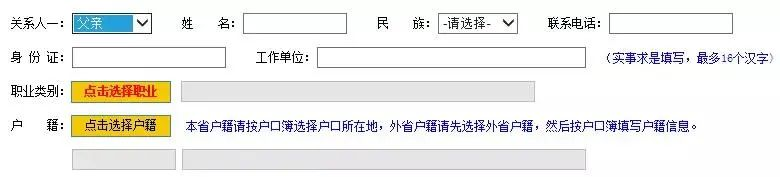 关系人一: 父亲 姓 名: 民 族: -请选择- 联系电话:
身 份 证: 工作单位: (实事求是填写，最多16个汉字)
职业类别: 点击选择职业
户 籍: 点击选择户籍 本省户籍请按户口簿选择户口所在地，外省户籍请先选择外省户籍，然后按户口簿填写户籍信息。